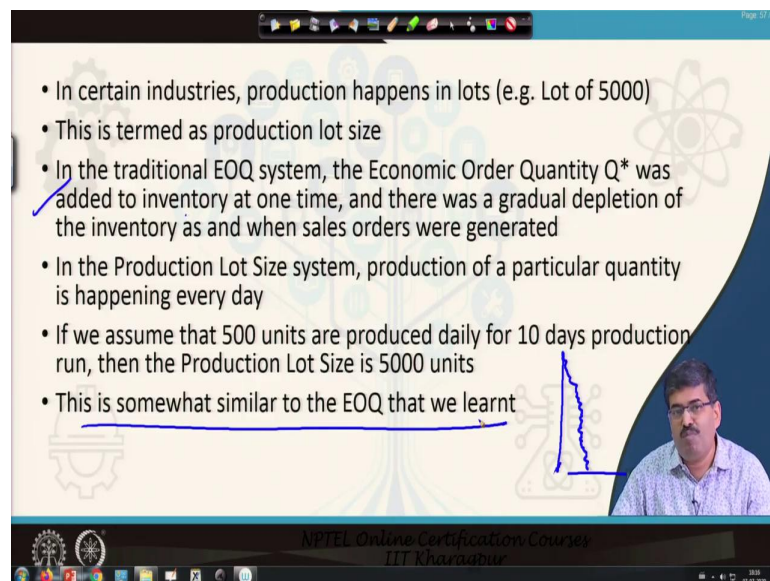 Page: 57 /
• In certain industries, production happens in lots (e.g. Lot of 5000)
• This is termed as production lot size
• In the traditional EOQ system, the Economic Order Quantity Q* was
added to inventory at one time, and there was a gradual depletion of
the inventory as and when sales orders were generated
• In the Production Lot Size system, production of a particular quantity
is happening every day
• If we assume that 500 units are produced daily for 10 days production
run, then the Production Lot Size is 5000 units
• This is somewhat similar to the EOQ that we learnt
NPTEL Online Certification Courses
IIT Kharagpur